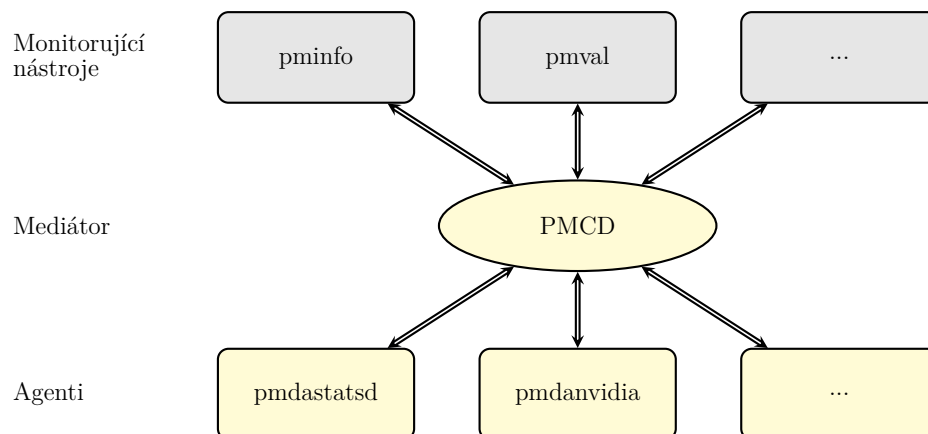 Monitorující
nástroje
pminfo
pmval
...
Mediátor
PMCD
Agenti
pmdastatsd
pmdanvidia
...